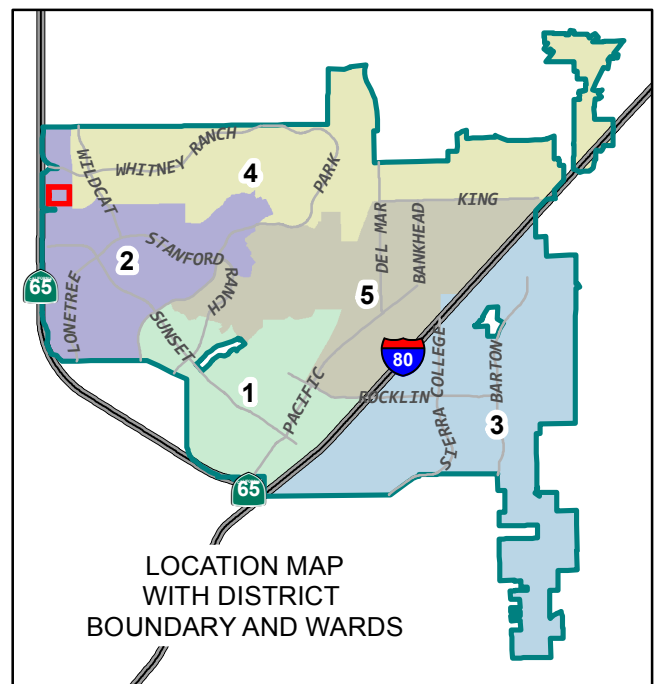 WHITNEY RANCH
WILDCAT
4
PARK
KING
DEL MAR
BANKHEAD
2
STANFORD
RANCH
65
LONETREE
SUNSET
5
80
SIERRA COLLEGE
BARTON
1
PACIFIC
ROCKLIN
3
65
LOCATION MAP
WITH DISTRICT
BOUNDARY AND WARDS